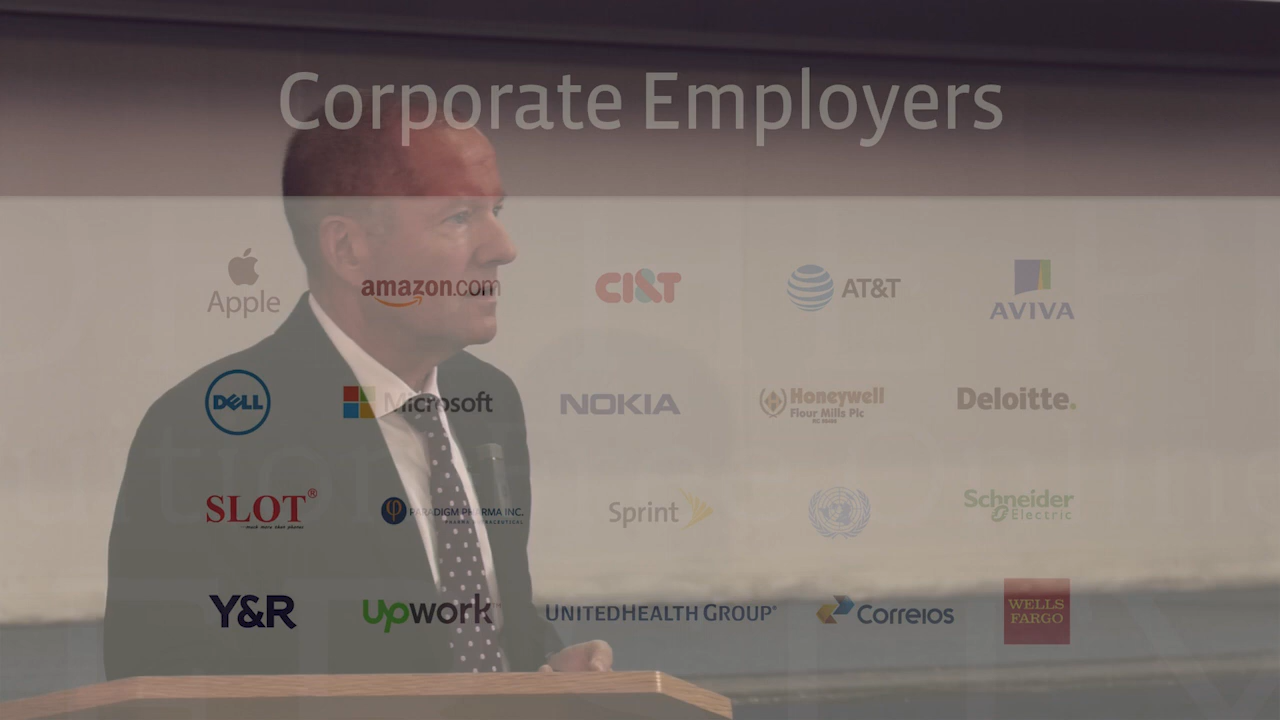 Corporate Employers
Apple
amazon.com
CI&T
AT&T
AVIVA
DELL
Microsoft
NOKIA
Honeywell
Flour Mills Plc
Deloitte.
SLOT®
PARADIGM PHARMA INC.
Sprint
Schneider
Electric
Y&R
upwork
UNITEDHEALTH GROUP®
Correios
WELLS
FARGO